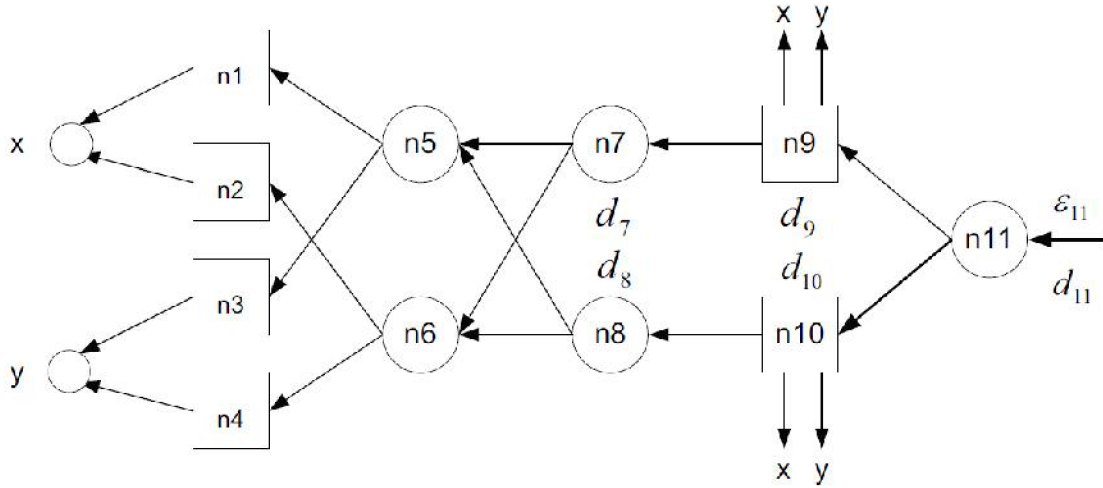 x y
n1
x
n5 n7 n9
n2
d7 d9 ε11
n11
d8 d10 d11
n3
n6 n8 n10
y
n4
x y